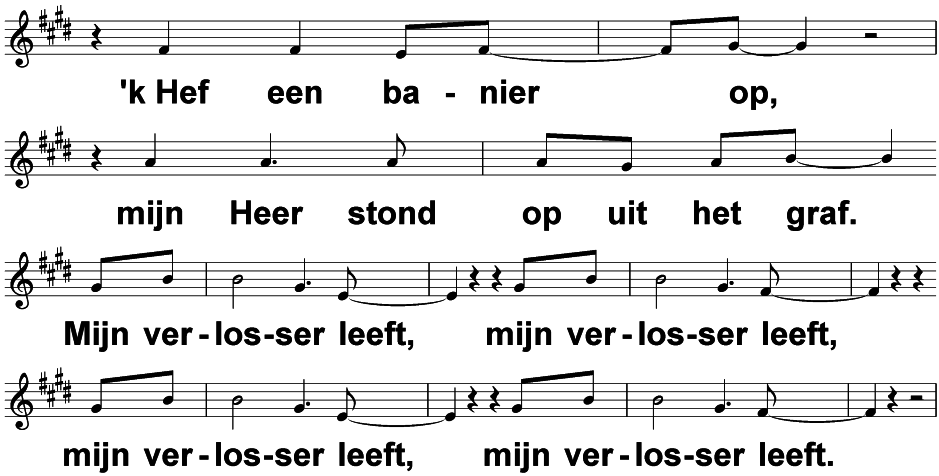 'k Hef een ba - nier op,
mijn Heer stond op uit het graf.
Mijn ver-los-ser leeft, mijn ver-los-ser leeft,
mijn ver-los-ser leeft, mijn ver-los-ser leeft.